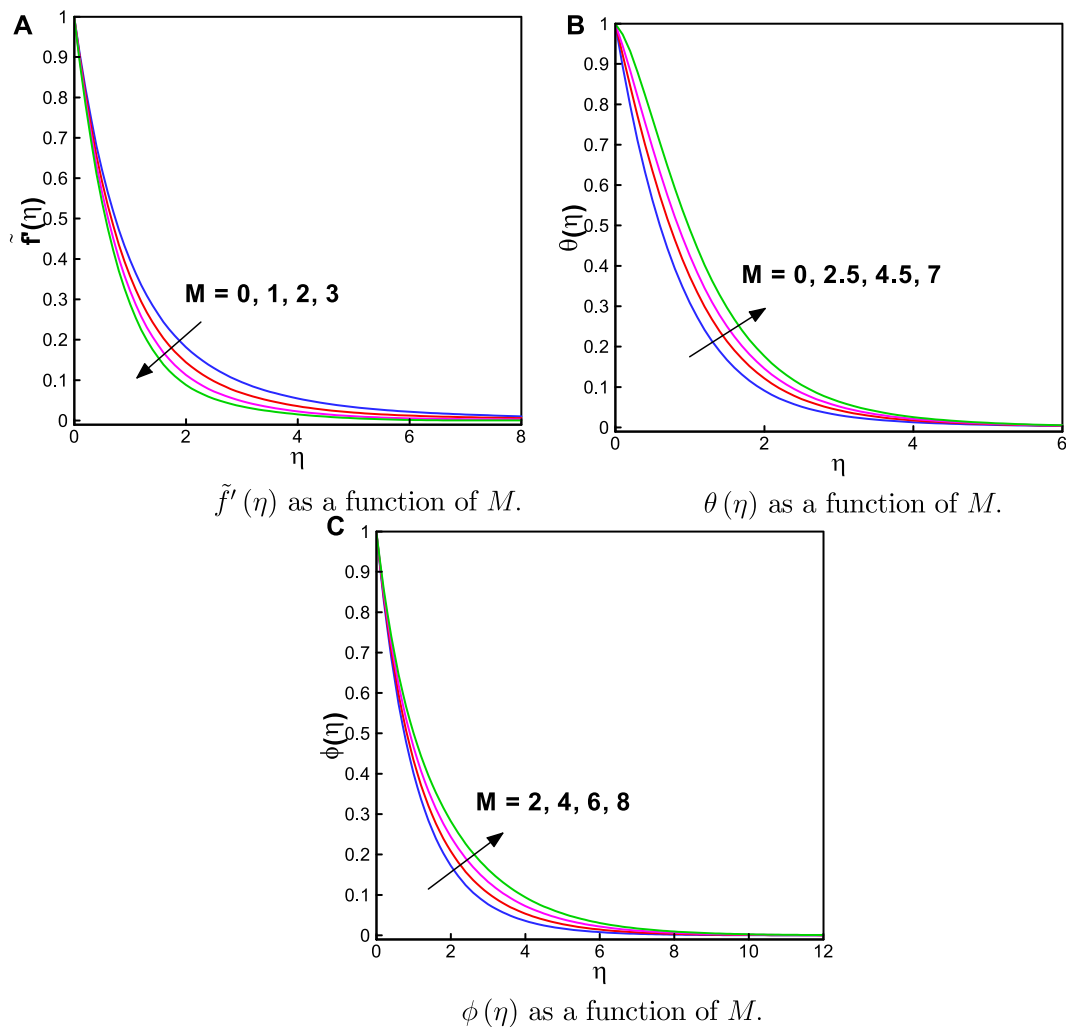 A
1
0.9
0.8
0.7
0.6
0.5
0.4
0.3
0.2
0.1
0
f̃'(η)
M = 0, 1, 2, 3
0 2 4 6 8
η
f̃′ (η) as a function of M.
B
1
0.9
0.8
0.7
0.6
0.5
0.4
0.3
0.2
0.1
0
θ(η)
M = 0, 2.5, 4.5, 7
0 2 4 6
η
θ (η) as a function of M.
C
1
0.9
0.8
0.7
0.6
0.5
0.4
0.3
0.2
0.1
0
ϕ(η)
M = 2, 4, 6, 8
0 2 4 6 8 10 12
η
ϕ (η) as a function of M.